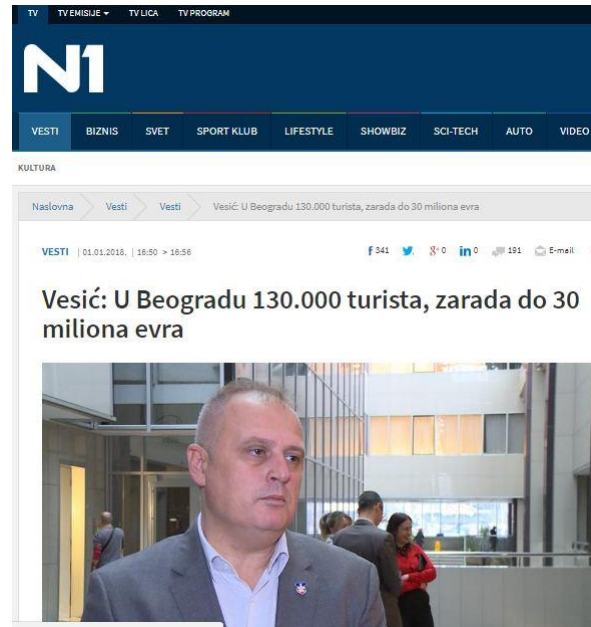 TV TV EMISIJE TV LICA TV PROGRAM
N1
VESTI BIZNIS SVET SPORT KLUB LIFESTYLE SHOWBIZ SCI-TECH AUTO VIDEO
KULTURA
Naslovna Vesti Vesti Vesić: U Beogradu 130.000 turista, zarada do 30 miliona evra
VESTI | 01.01.2018. | 16:50 > 16:56 f 341 g+ 0 in 0 191 E-mail
Vesić: U Beogradu 130.000 turista, zarada do 30
miliona evra